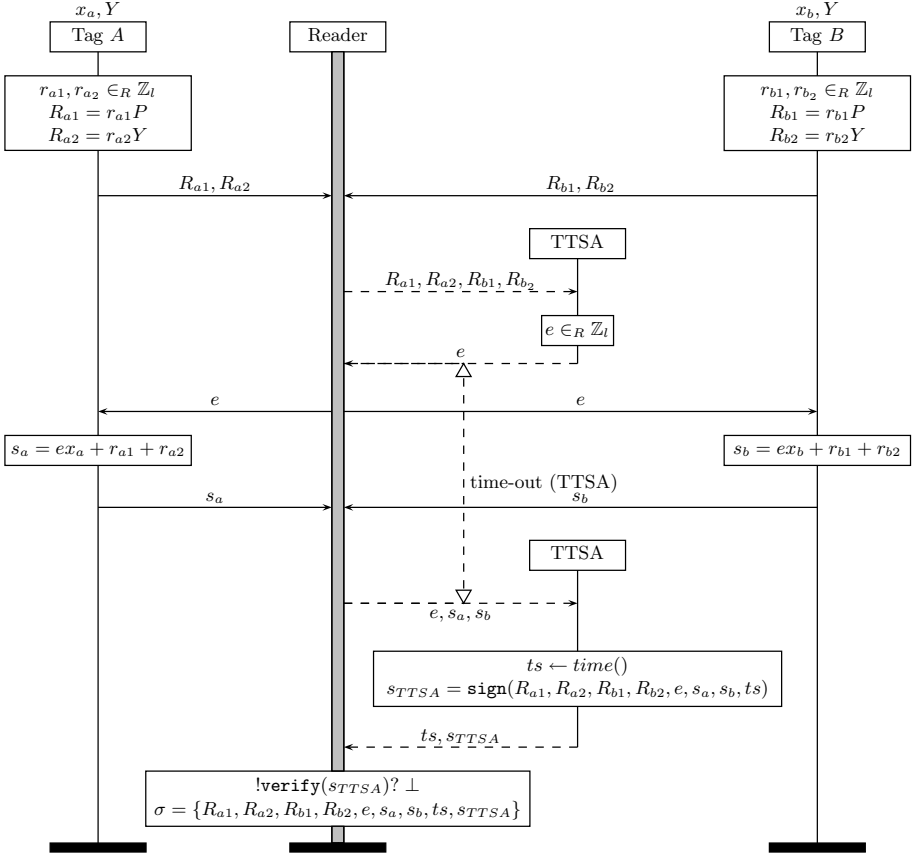 x_a, Y
x_b, Y
Tag A
Reader
Tag B
r_{a1}, r_{a_2} ∈_R ℤ_l
R_{a1} = r_{a1}P
R_{a2} = r_{a2}Y
r_{b1}, r_{b_2} ∈_R ℤ_l
R_{b1} = r_{b1}P
R_{b2} = r_{b2}Y
R_{a1}, R_{a2}
R_{b1}, R_{b2}
TTSA
R_{a1}, R_{a2}, R_{b1}, R_{b_2}
e ∈_R ℤ_l
e
e
e
s_a = ex_a + r_{a1} + r_{a2}
s_b = ex_b + r_{b1} + r_{b2}
time-out (TTSA)
s_a
s_b
TTSA
e, s_a, s_b
ts ← time()
s_{TTSA} = sign(R_{a1}, R_{a2}, R_{b1}, R_{b2}, e, s_a, s_b, ts)
ts, s_{TTSA}
!verify(s_{TTSA})? ⊥
σ = {R_{a1}, R_{a2}, R_{b1}, R_{b2}, e, s_a, s_b, ts, s_{TTSA}}